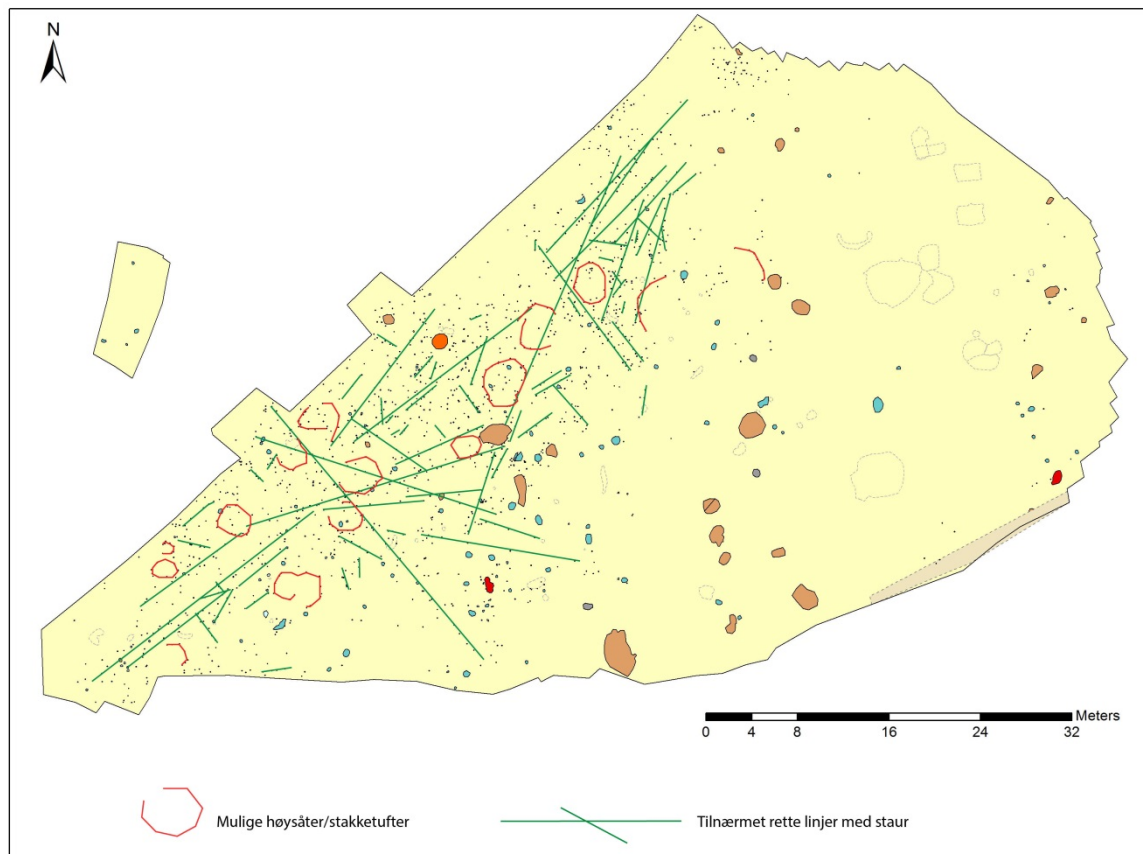 N
Meters
0 4 8 16 24 32
Mulige høysåter/stakketufter
Tilnærmet rette linjer med staur